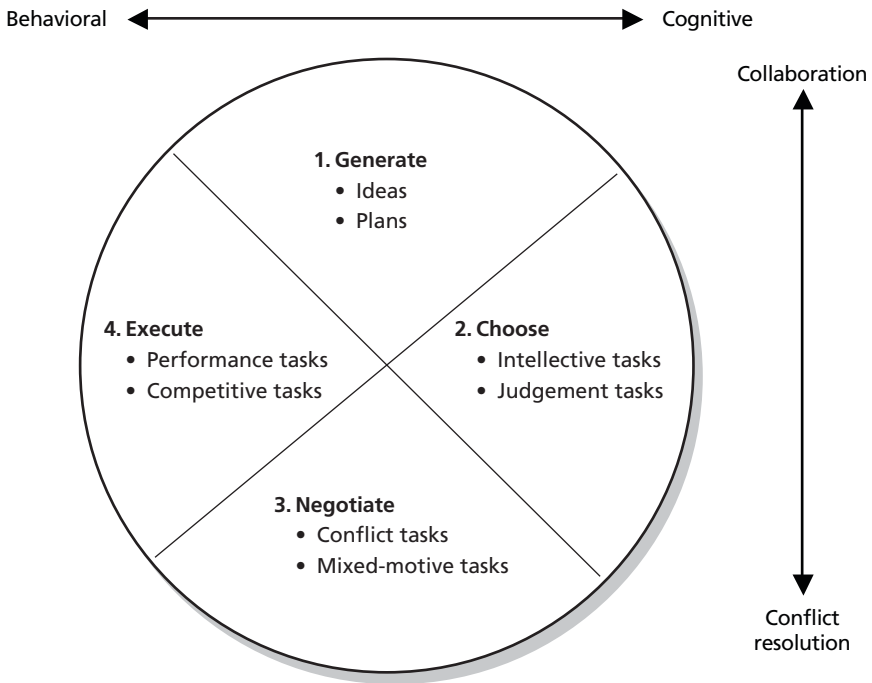 Behavioral
Cognitive
Collaboration
1. Generate
• Ideas
• Plans
4. Execute
• Performance tasks
• Competitive tasks
2. Choose
• Intellective tasks
• Judgement tasks
3. Negotiate
• Conflict tasks
• Mixed-motive tasks
Conflict
resolution